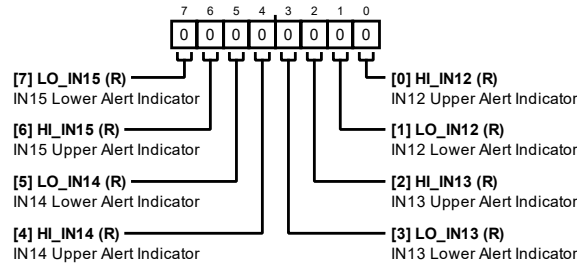 7 6 5 4 3 2 1 0
0 0 0 0 0 0 0 0
[7] LO_IN15 (R)
IN15 Lower Alert Indicator
[6] HI_IN15 (R)
IN15 Upper Alert Indicator
[5] LO_IN14 (R)
IN14 Lower Alert Indicator
[4] HI_IN14 (R)
IN14 Upper Alert Indicator
[0] HI_IN12 (R)
IN12 Upper Alert Indicator
[1] LO_IN12 (R)
IN12 Lower Alert Indicator
[2] HI_IN13 (R)
IN13 Upper Alert Indicator
[3] LO_IN13 (R)
IN13 Lower Alert Indicator